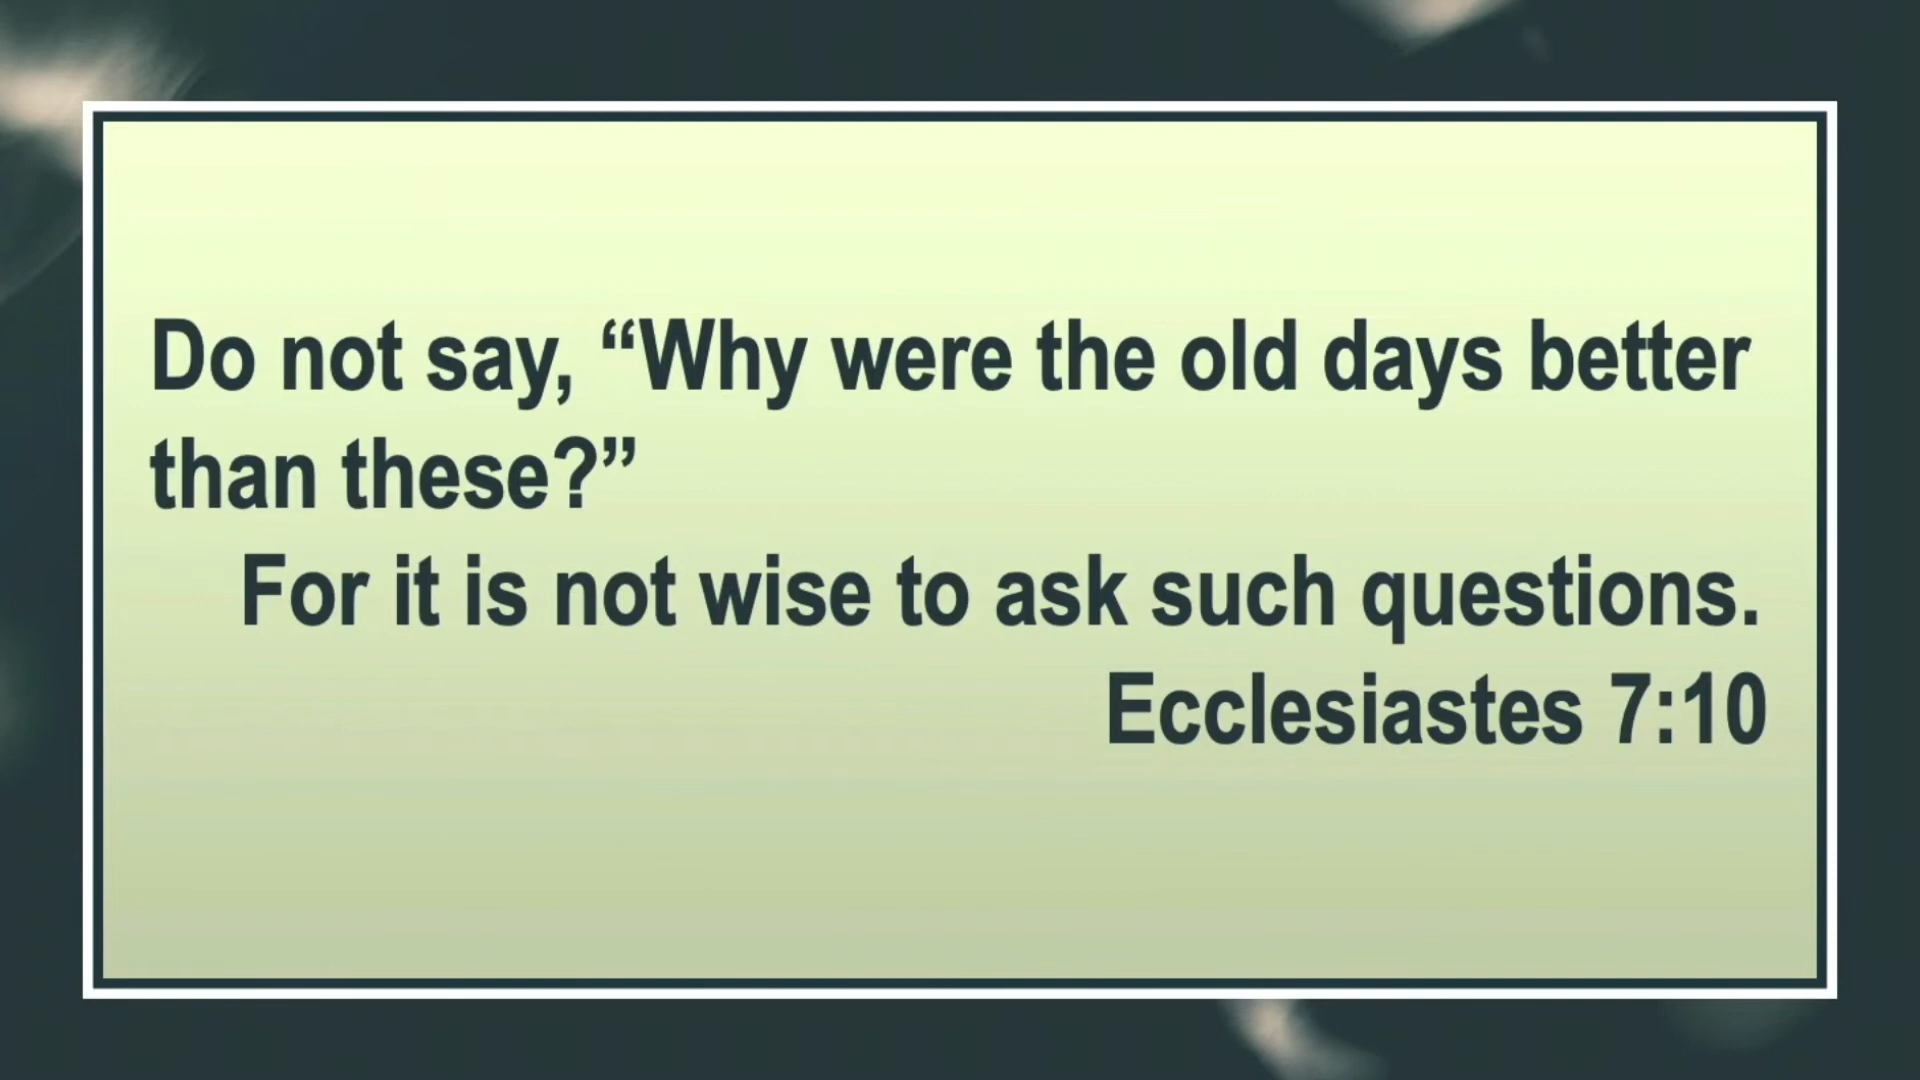 Do not say, “Why were the old days better
than these?”
For it is not wise to ask such questions.
Ecclesiastes 7:10